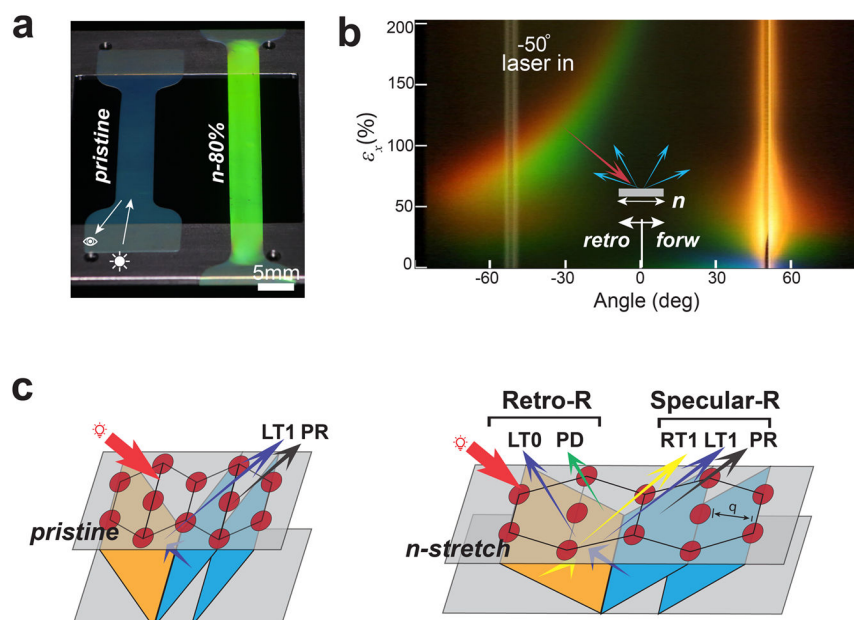 a
pristine
n-80%
5mm
b
-50°
laser in
εx(%)
200
150
100
50
0
n
retro forw
-60 -30 0 30 60
Angle (deg)
c
LT1 PR
pristine
Retro-R Specular-R
LT0 PD RT1 LT1 PR
q
n-stretch